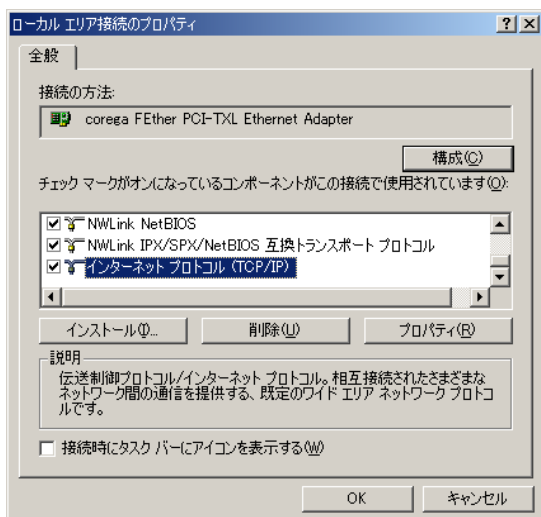 ローカル エリア接続のプロパティ
全般
接続の方法:
corega FEther PCI-TXL Ethernet Adapter
構成(C)
チェック マークがオンになっているコンポーネントがこの接続で使用されています(O):
NWLink NetBIOS
NWLink IPX/SPX/NetBIOS 互換トランスポート プロトコル
インターネット プロトコル (TCP/IP)
インストール(I)... 削除(U) プロパティ(R)
説明
伝送制御プロトコル/インターネット プロトコル。相互接続されたさまざまな
ネットワーク間の通信を提供する、既定のワイド エリア ネットワーク プロトコ
ルです。
接続時にタスク バーにアイコンを表示する(W)
OK キャンセル